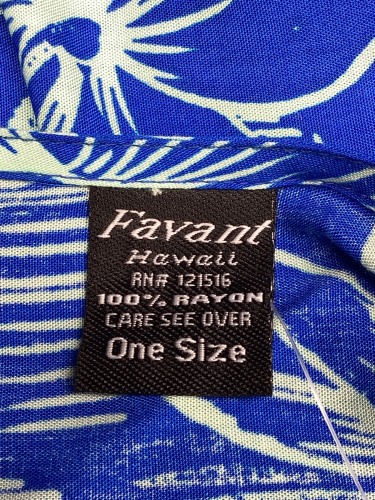 Favant
Hawaii
RN# 121516
100% RAYON
CARE SEE OVER
One Size